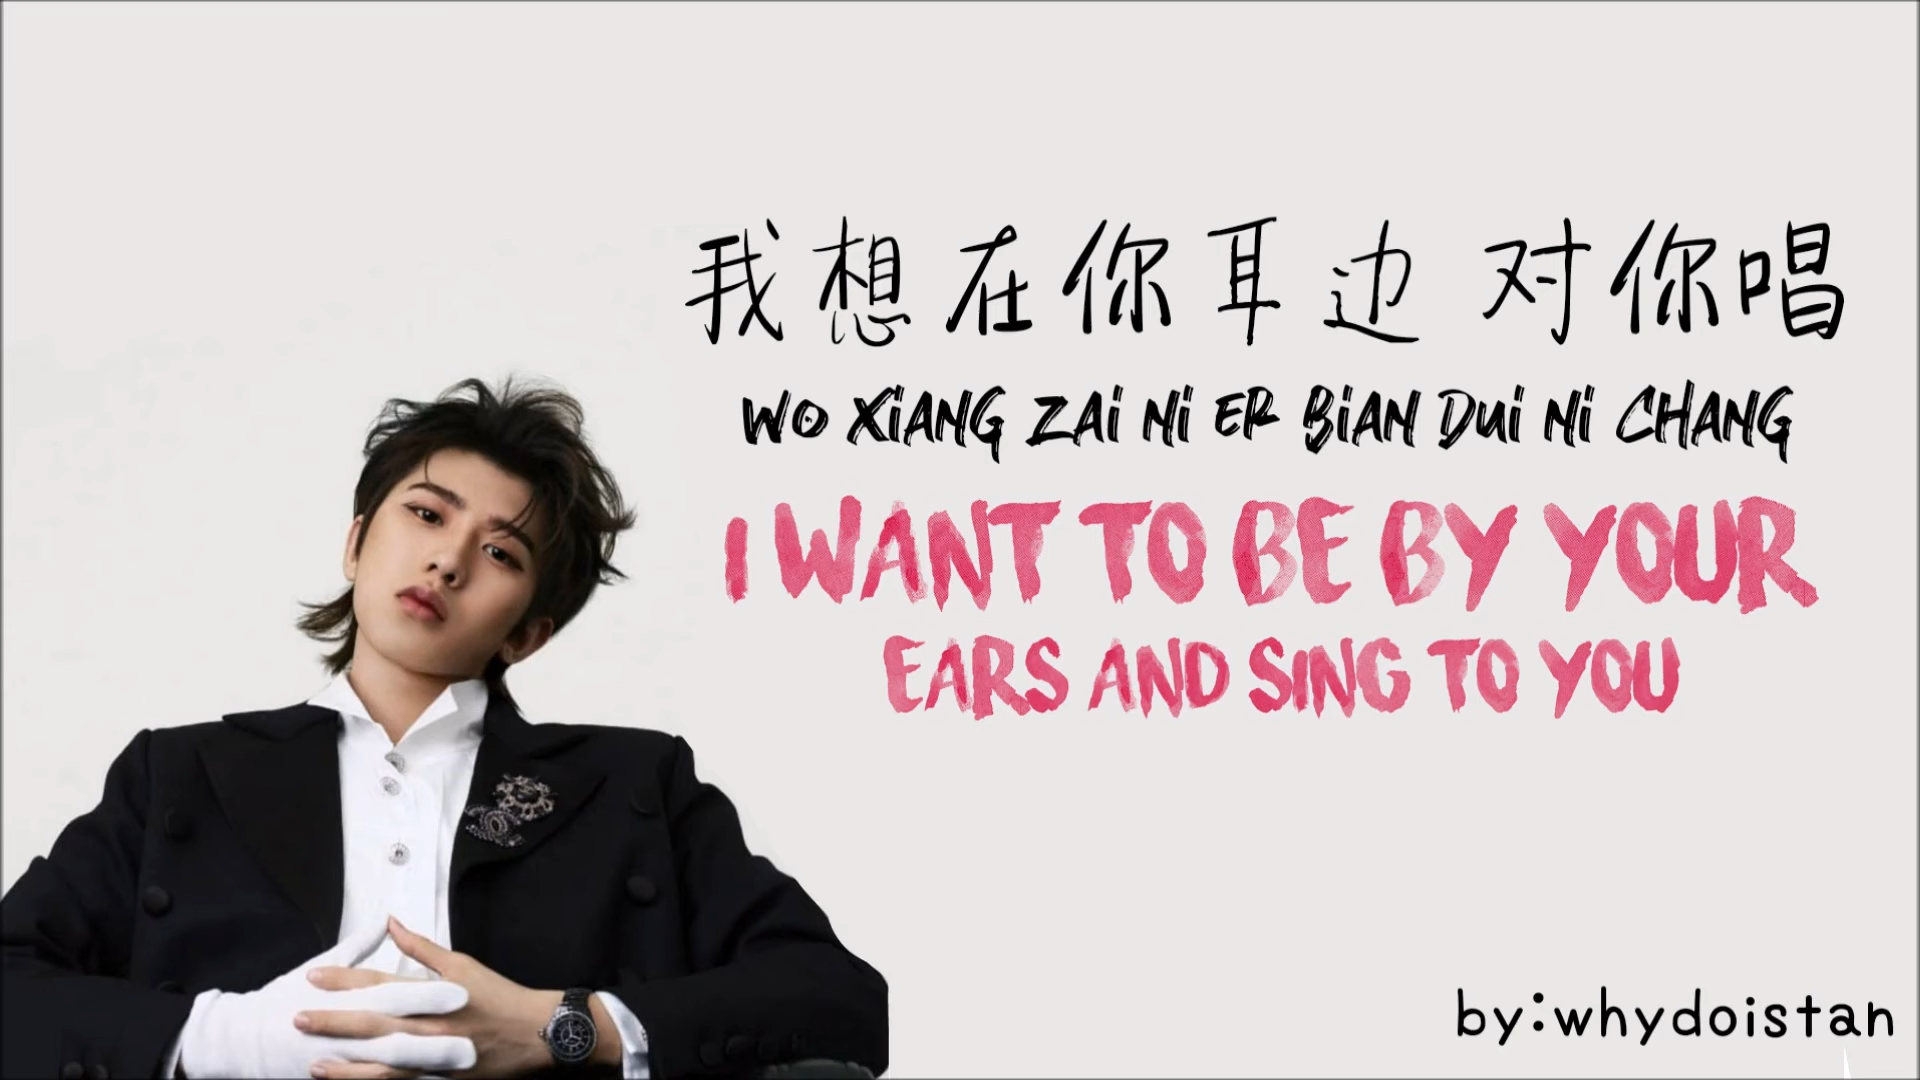 我想在你耳边 对你唱
WO XiANG ZAi Ni ER BiAN DUi Ni CHANG
I WANT TO BE BY YOUR
EARS AND SING TO YOU
by:whydoistan